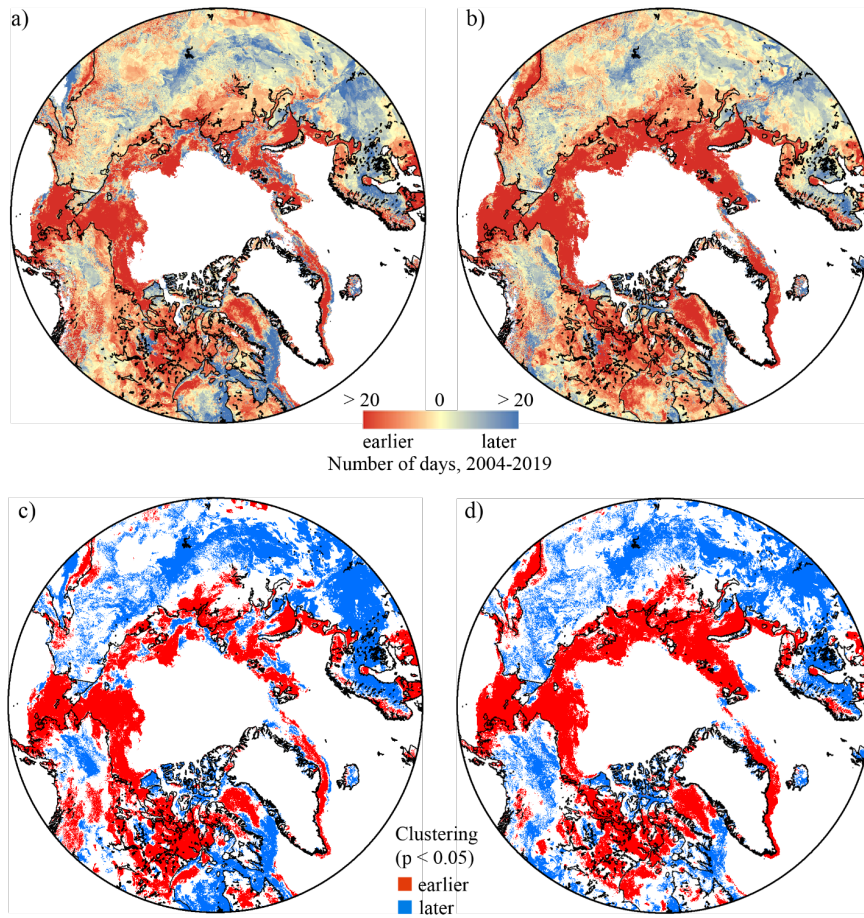 a)
b)
> 20
0
> 20
earlier
later
Number of days, 2004-2019
c)
d)
Clustering
(p < 0.05)
earlier
later